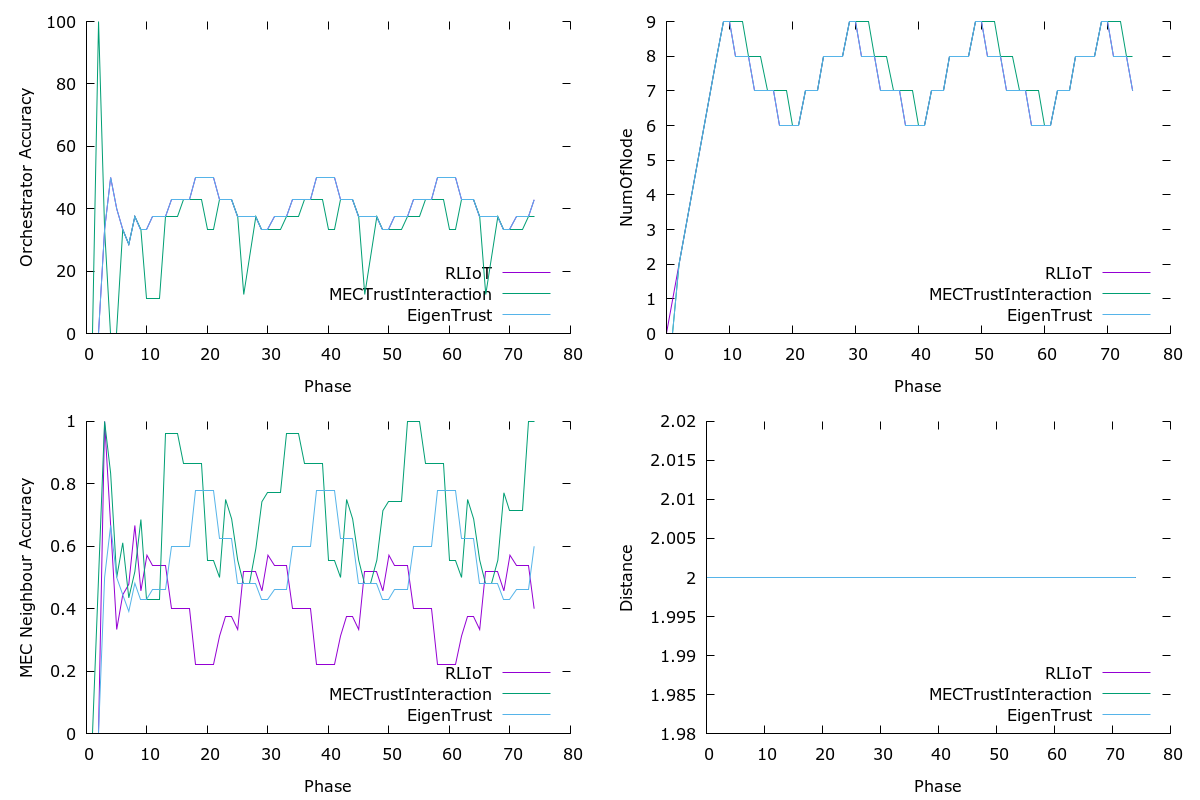 Orchestrator Accuracy
100
80
60
40
20
0
0 10 20 30 40 50 60 70 80
Phase
RLIoT
MECTrustInteraction
EigenTrust
NumOfNode
9
8
7
6
5
4
3
2
1
0
0 10 20 30 40 50 60 70 80
Phase
RLIoT
MECTrustInteraction
EigenTrust
MEC Neighbour Accuracy
1
0.8
0.6
0.4
0.2
0
0 10 20 30 40 50 60 70 80
Phase
RLIoT
MECTrustInteraction
EigenTrust
Distance
2.02
2.015
2.01
2.005
2
1.995
1.99
1.985
1.98
0 10 20 30 40 50 60 70 80
Phase
RLIoT
MECTrustInteraction
EigenTrust